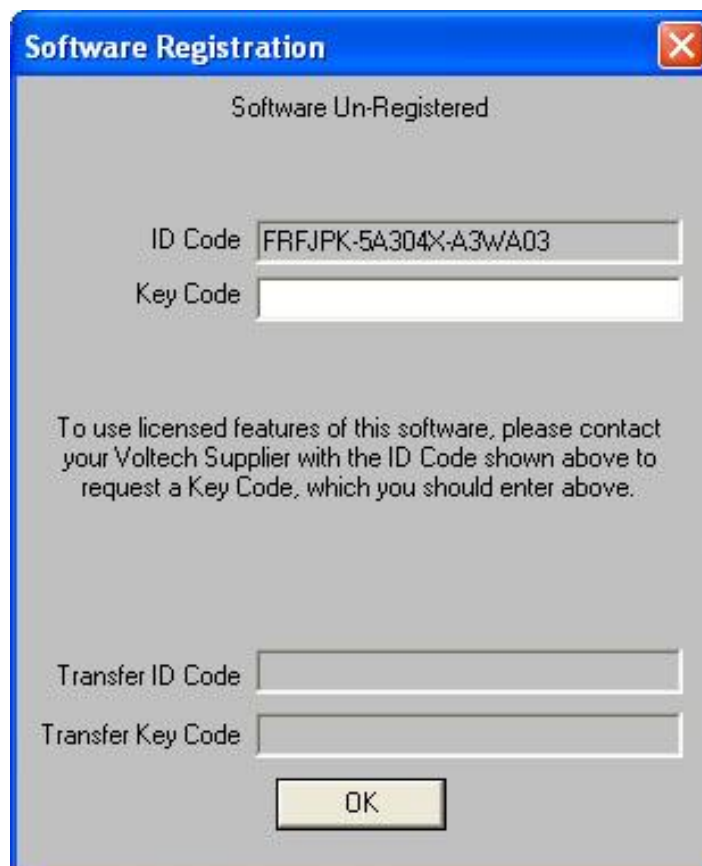 Software Registration
Software Un-Registered
ID Code FRFJPK-5A304X-A3WA03
Key Code
To use licensed features of this software, please contact
your Voltech Supplier with the ID Code shown above to
request a Key Code, which you should enter above.
Transfer ID Code
Transfer Key Code
OK